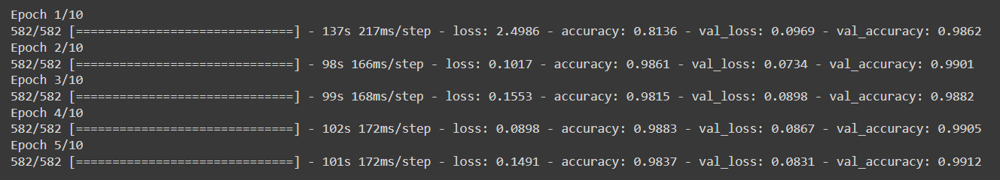 Epoch 1/10
582/582 [==============================] - 137s 217ms/step - loss: 2.4986 - accuracy: 0.8136 - val_loss: 0.0969 - val_accuracy: 0.9862
Epoch 2/10
582/582 [==============================] - 98s 166ms/step - loss: 0.1017 - accuracy: 0.9861 - val_loss: 0.0734 - val_accuracy: 0.9901
Epoch 3/10
582/582 [==============================] - 99s 168ms/step - loss: 0.1553 - accuracy: 0.9815 - val_loss: 0.0898 - val_accuracy: 0.9882
Epoch 4/10
582/582 [==============================] - 102s 172ms/step - loss: 0.0898 - accuracy: 0.9883 - val_loss: 0.0867 - val_accuracy: 0.9905
Epoch 5/10
582/582 [==============================] - 101s 172ms/step - loss: 0.1491 - accuracy: 0.9837 - val_loss: 0.0831 - val_accuracy: 0.9912